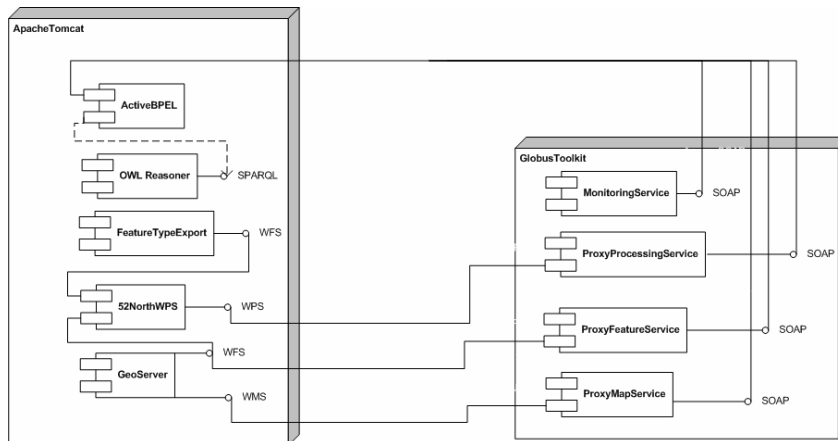 ApacheTomcat
ActiveBPEL
OWL Reasoner
SPARQL
FeatureTypeExport
WFS
52NorthWPS
WPS
WFS
GeoServer
WMS
GlobusToolkit
MonitoringService
SOAP
ProxyProcessingService
SOAP
ProxyFeatureService
SOAP
ProxyMapService
SOAP